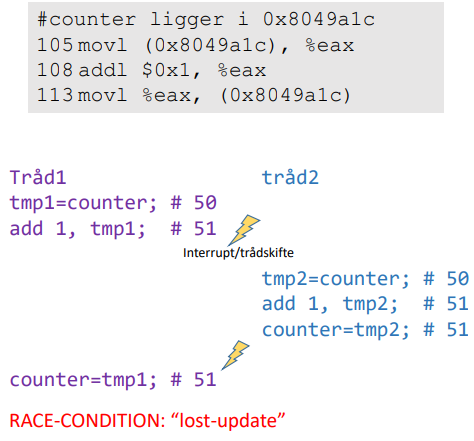 #counter ligger i 0x8049a1c
105 movl (0x8049a1c), %eax
108 addl $0x1, %eax
113 movl %eax, (0x8049a1c)
Tråd1 tråd2
tmp1=counter; # 50
add 1, tmp1; # 51
Interrupt/trådskifte
tmp2=counter; # 50
add 1, tmp2; # 51
counter=tmp2; # 51
counter=tmp1; # 51
RACE-CONDITION: “lost-update”